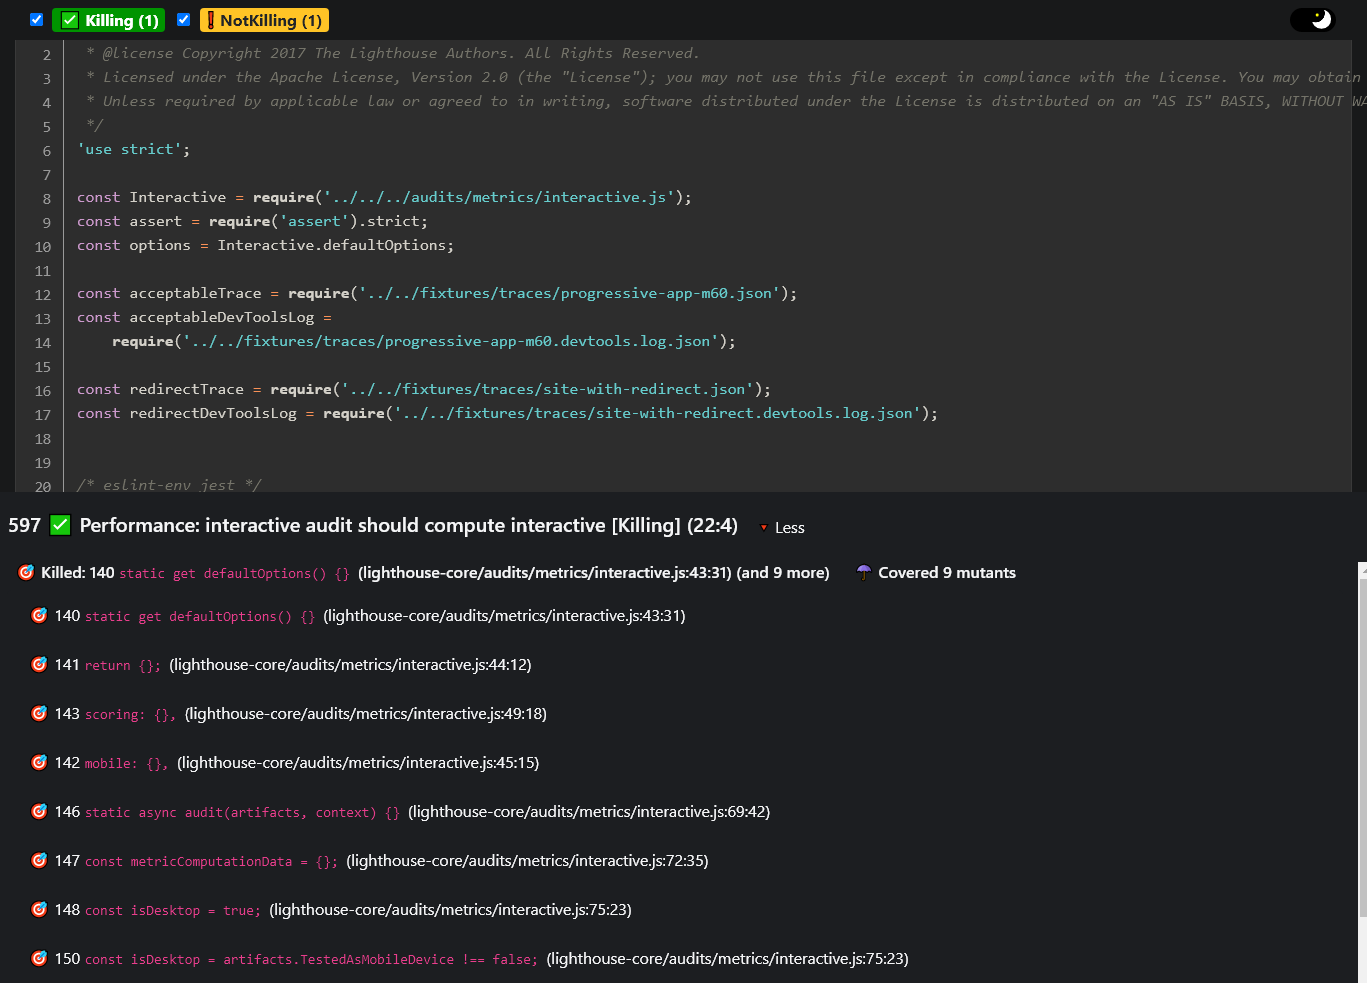 Killing (1) NotKilling (1)
2 * @license Copyright 2017 The Lighthouse Authors. All Rights Reserved.
3 * Licensed under the Apache License, Version 2.0 (the "License"); you may not use this file except in compliance with the License. You may obtain
4 * Unless required by applicable law or agreed to in writing, software distributed under the License is distributed on an "AS IS" BASIS, WITHOUT WA
5 */
6 'use strict';
7
8 const Interactive = require('../../../audits/metrics/interactive.js');
9 const assert = require('assert').strict;
10 const options = Interactive.defaultOptions;
11
12 const acceptableTrace = require('../../fixtures/traces/progressive-app-m60.json');
13 const acceptableDevToolsLog =
14 require('../../fixtures/traces/progressive-app-m60.devtools.log.json');
15
16 const redirectTrace = require('../../fixtures/traces/site-with-redirect.json');
17 const redirectDevToolsLog = require('../../fixtures/traces/site-with-redirect.devtools.log.json');
18
19
20 /* eslint-env jest */
597 ✅ Performance: interactive audit should compute interactive [Killing] (22:4) Less
🎯 Killed: 140 static get defaultOptions() {} (lighthouse-core/audits/metrics/interactive.js:43:31) (and 9 more) ☂ Covered 9 mutants
🎯 140 static get defaultOptions() {} (lighthouse-core/audits/metrics/interactive.js:43:31)
🎯 141 return {}; (lighthouse-core/audits/metrics/interactive.js:44:12)
🎯 143 scoring: {}, (lighthouse-core/audits/metrics/interactive.js:49:18)
🎯 142 mobile: {}, (lighthouse-core/audits/metrics/interactive.js:45:15)
🎯 146 static async audit(artifacts, context) {} (lighthouse-core/audits/metrics/interactive.js:69:42)
🎯 147 const metricComputationData = {}; (lighthouse-core/audits/metrics/interactive.js:72:35)
🎯 148 const isDesktop = true; (lighthouse-core/audits/metrics/interactive.js:75:23)
🎯 150 const isDesktop = artifacts.TestedAsMobileDevice !== false; (lighthouse-core/audits/metrics/interactive.js:75:23)